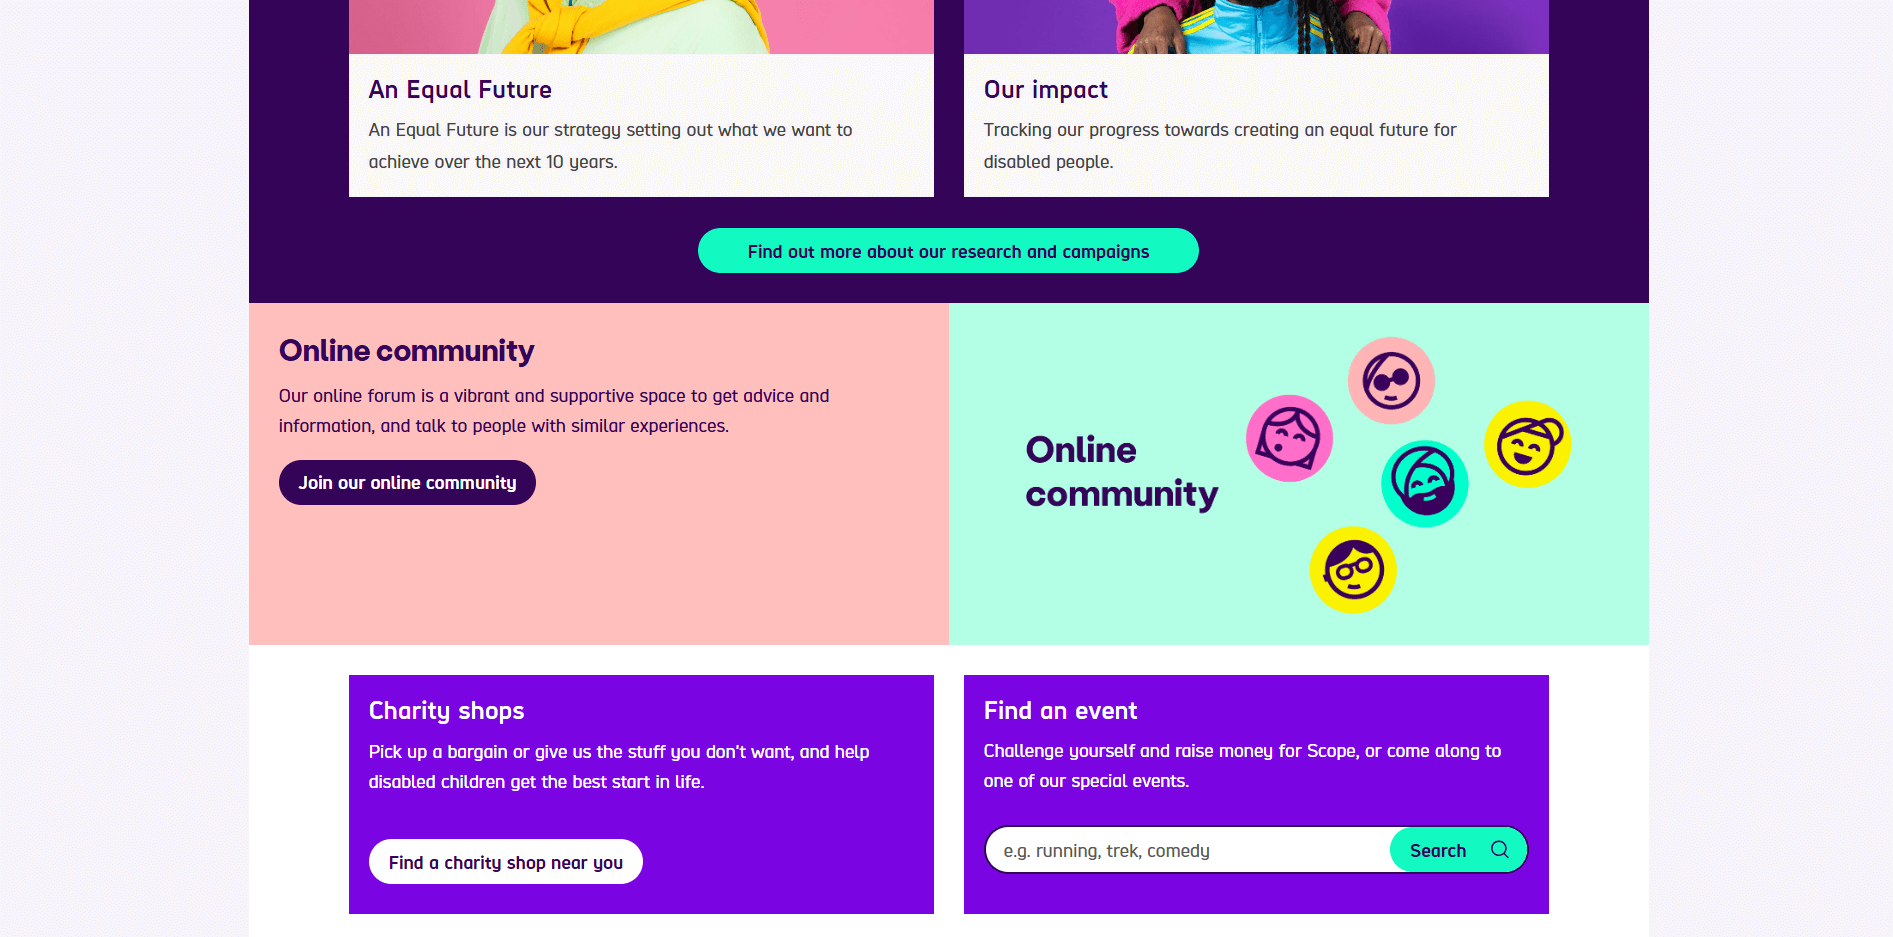 An Equal Future
An Equal Future is our strategy setting out what we want to
achieve over the next 10 years.
Our impact
Tracking our progress towards creating an equal future for
disabled people.
Find out more about our research and campaigns
Online community
Our online forum is a vibrant and supportive space to get advice and
information, and talk to people with similar experiences.
Join our online community
Online
community
Charity shops
Pick up a bargain or give us the stuff you don't want, and help
disabled children get the best start in life.
Find a charity shop near you
Find an event
Challenge yourself and raise money for Scope, or come along to
one of our special events.
e.g. running, trek, comedy
Search